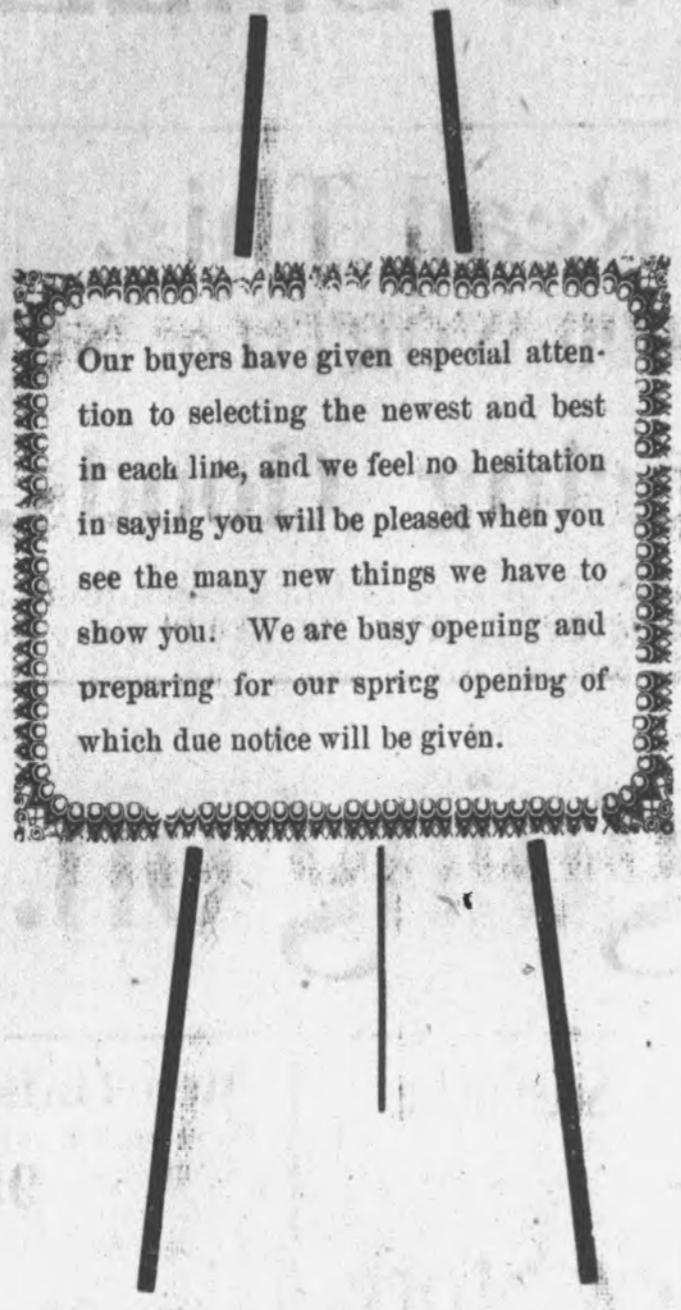 Our buyers have given especial atten-
tion to selecting the newest and best
in each line, and we feel no hesitation
in saying you will be pleased when you
see the many new things we have to
show you. We are busy opening and
preparing for our spricg opening of
which due notice will be given.